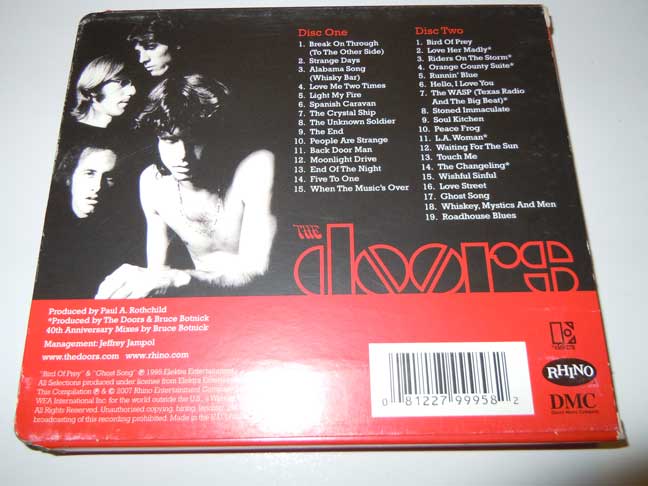 Disc One
1. Break On Through
(To The Other Side)
2. Strange Days
3. Alabama Song
(Whisky Bar)
4. Love Me Two Times
5. Light My Fire
6. Spanish Caravan
7. The Crystal Ship
8. The Unknown Soldier
9. The End
10. People Are Strange
11. Back Door Man
12. Moonlight Drive
13. End Of The Night
14. Five To One
15. When The Music's Over
Disc Two
1. Bird Of Prey
2. Love Her Madly*
3. Riders On The Storm*
4. Orange County Suite*
5. Runnin' Blue
6. Hello, I Love You
7. The WASP (Texas Radio
And The Big Beat)*
8. Stoned Immaculate
9. Soul Kitchen
10. Peace Frog
11. L.A. Woman*
12. Waiting For The Sun
13. Touch Me
14. The Changeling*
15. Wishful Sinful
16. Love Street
17. Ghost Song
18. Whiskey, Mystics And Men
19. Roadhouse Blues
THE
doors
Produced by Paul A. Rothchild
*Produced by The Doors & Bruce Botnick
40th Anniversary Mixes by Bruce Botnick
Management: Jeffrey Jampol
www.thedoors.com www.rhino.com
"Bird Of Prey" & "Ghost Song" ℗ 1995 Elektra Entertainment
All Selections produced under license from Elektra
This Compilation ℗ & © 2007 Rhino Entertainment Company
WEA International Inc. for the world outside the U.S.
All Rights Reserved. Unauthorised copying, hiring, lending
broadcasting of this recording prohibited. Made in
0 81227 99958 2
RHINO
DMC